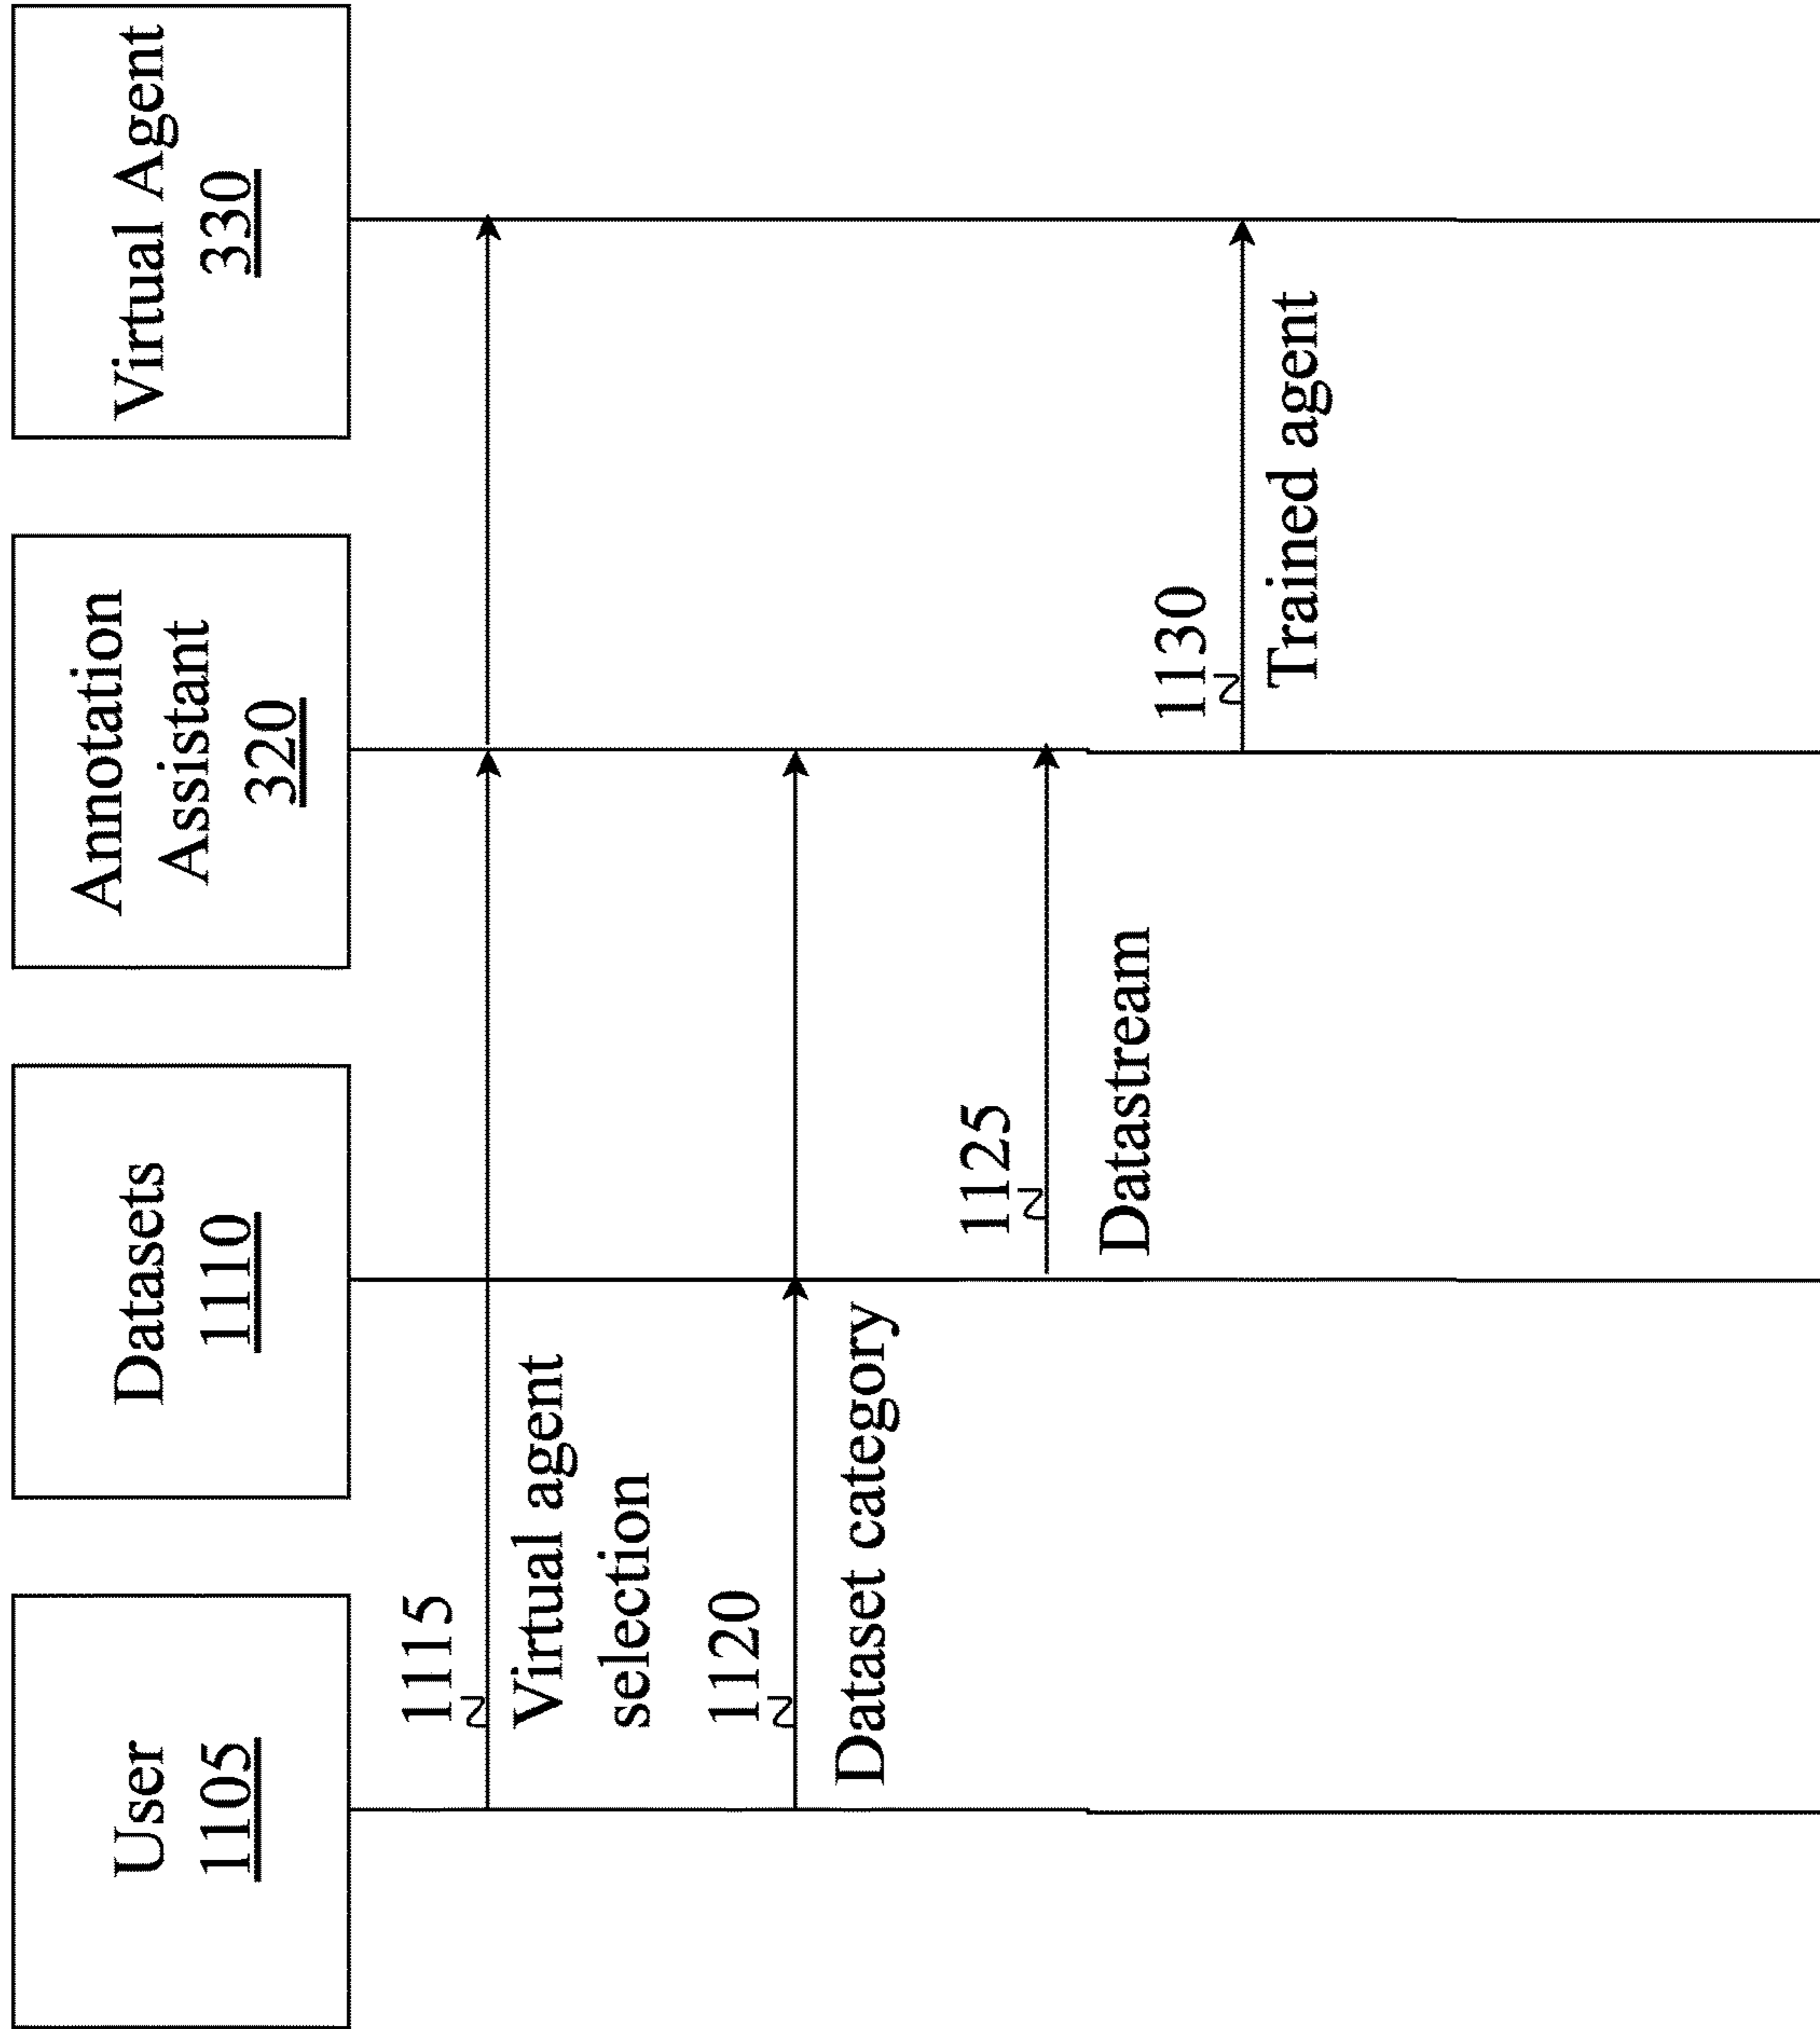 User
1105
Datasets
1110
Annotation
Assistant
320
Virtual Agent
330
1115
Virtual agent
selection
1120
Dataset category
1125
Datastream
1130
Trained agent